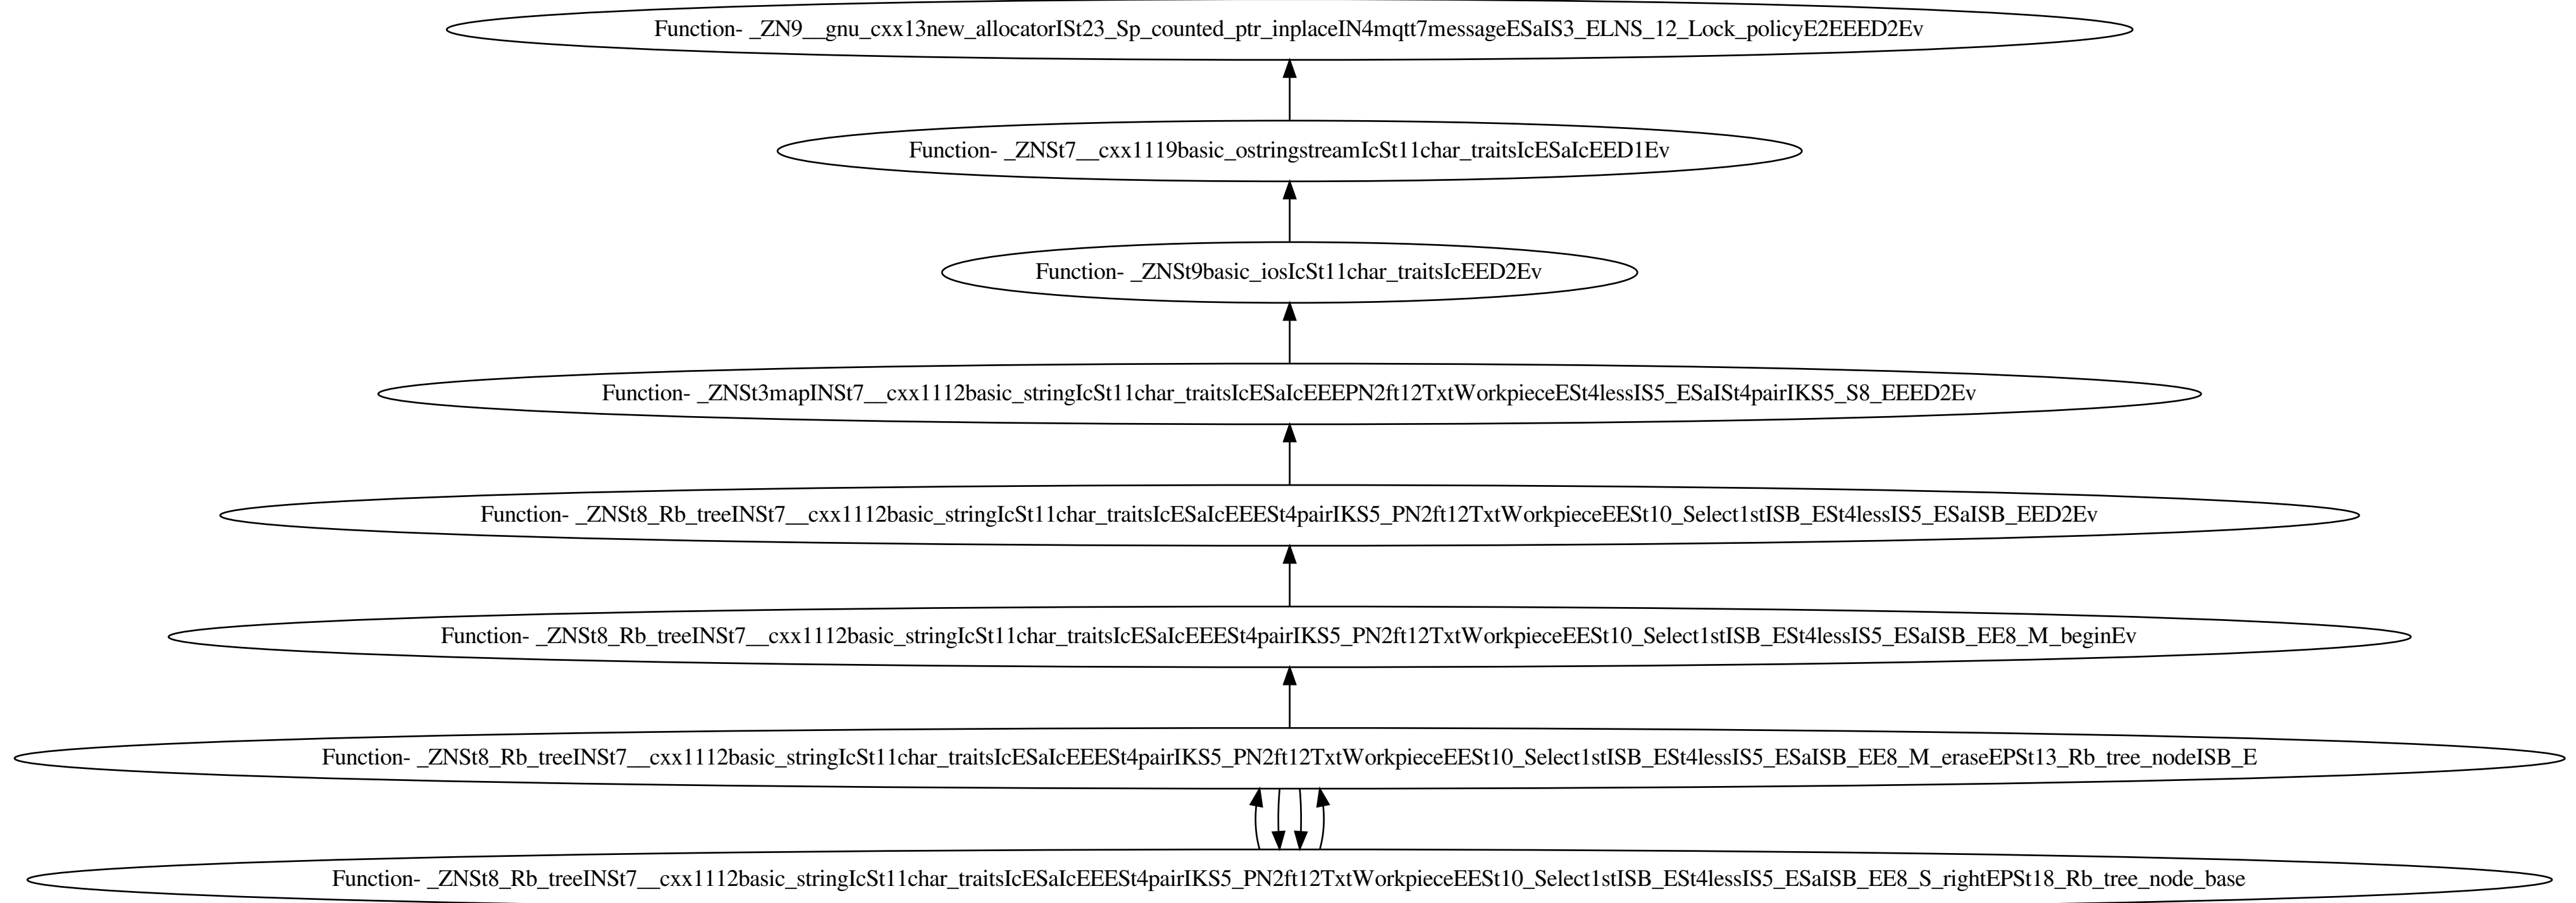 Function- _ZN9__gnu_cxx13new_allocatorISt23_Sp_counted_ptr_inplaceIN4mqtt7messageESaIS3_ELNS_12_Lock_policyE2EEED2Ev
Function- _ZNSt7__cxx1119basic_ostringstreamIcSt11char_traitsIcESaIcEED1Ev
Function- _ZNSt9basic_iosIcSt11char_traitsIcEED2Ev
Function- _ZNSt3mapINSt7__cxx1112basic_stringIcSt11char_traitsIcESaIcEEEPN2ft12TxtWorkpieceESt4lessIS5_ESaISt4pairIKS5_S8_EEED2Ev
Function- _ZNSt8_Rb_treeINSt7__cxx1112basic_stringIcSt11char_traitsIcESaIcEEESt4pairIKS5_PN2ft12TxtWorkpieceEESt10_Select1stISB_ESt4lessIS5_ESaISB_EED2Ev
Function- _ZNSt8_Rb_treeINSt7__cxx1112basic_stringIcSt11char_traitsIcESaIcEEESt4pairIKS5_PN2ft12TxtWorkpieceEESt10_Select1stISB_ESt4lessIS5_ESaISB_EE8_M_beginEv
Function- _ZNSt8_Rb_treeINSt7__cxx1112basic_stringIcSt11char_traitsIcESaIcEEESt4pairIKS5_PN2ft12TxtWorkpieceEESt10_Select1stISB_ESt4lessIS5_ESaISB_EE8_M_eraseEPSt13_Rb_tree_nodeISB_E
Function- _ZNSt8_Rb_treeINSt7__cxx1112basic_stringIcSt11char_traitsIcESaIcEEESt4pairIKS5_PN2ft12TxtWorkpieceEESt10_Select1stISB_ESt4lessIS5_ESaISB_EE8_S_rightEPSt18_Rb_tree_node_base